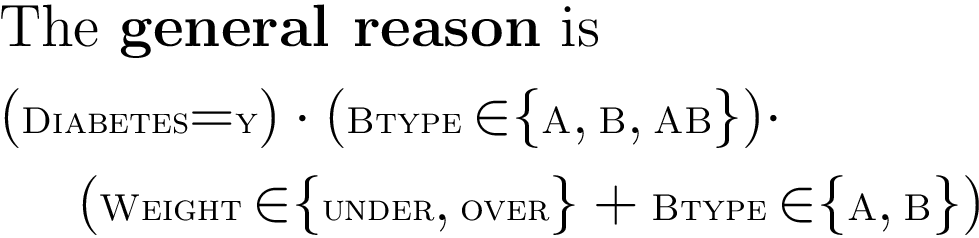 The general reason is
(Diabetes=y) · (Btype ∈{a, b, ab})·
(Weight ∈{under, over} + Btype ∈{a, b})